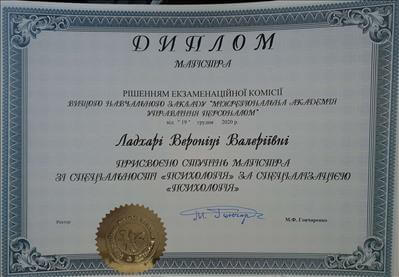 ДИПЛОМ
МАГІСТРА
РІШЕННЯМ ЕКЗАМЕНАЦІЙНОЇ КОМІСІЇ
ВИЩОГО НАВЧАЛЬНОГО ЗАКЛАДУ "МІЖРЕГІОНАЛЬНА АКАДЕМІЯ
УПРАВЛІННЯ ПЕРСОНАЛОМ"
від "19" грудня 2020 р.
Ладхарі Вероніці Валеріївні
ПРИСВОЄНО СТУПІНЬ МАГІСТРА
ЗІ СПЕЦІАЛЬНОСТІ «ПСИХОЛОГІЯ» ЗА СПЕЦІАЛІЗАЦІЄЮ
«ПСИХОЛОГІЯ»
Ректор М.Ф. Гончаренко